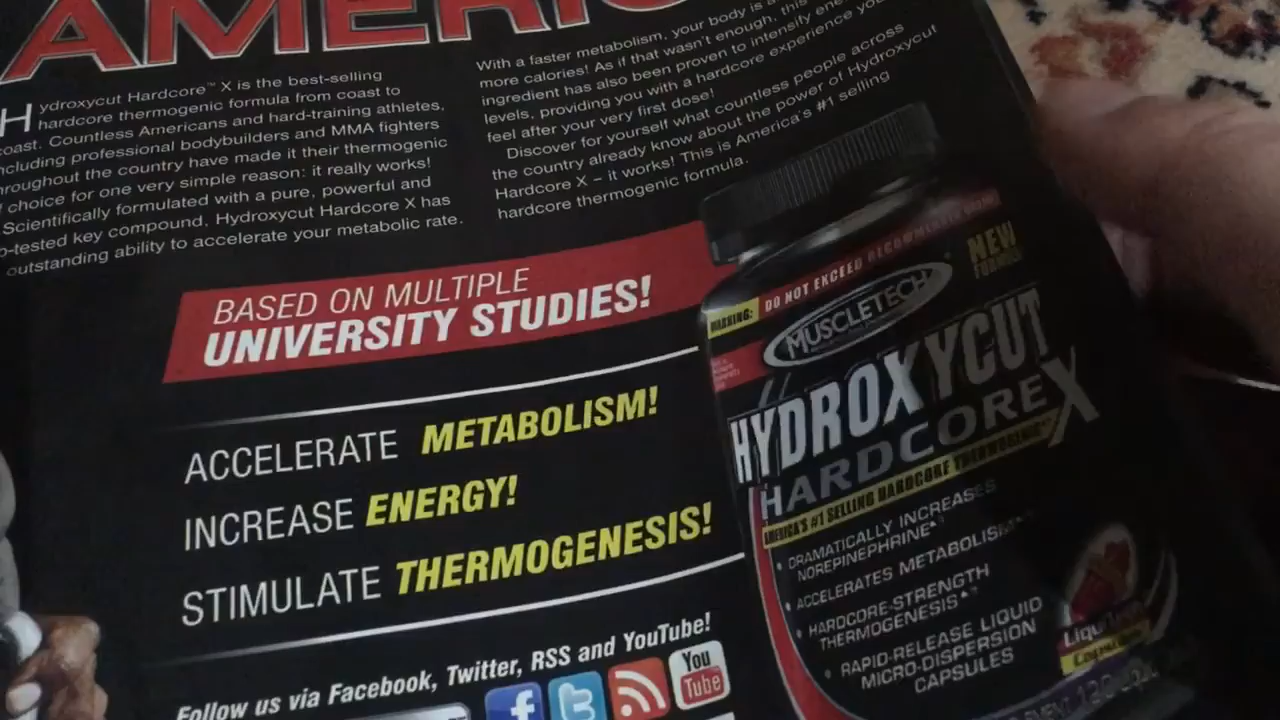 AMERIC
Hydroxycut Hardcore™ X is the best-selling
hardcore thermogenic formula from coast to
coast. Countless Americans and hard-training athletes,
including professional bodybuilders and MMA fighters
throughout the country have made it their thermogenic
of choice for one very simple reason: it really works!
Scientifically formulated with a pure, powerful and
-tested key compound, Hydroxycut Hardcore X has
outstanding ability to accelerate your metabolic rate.
With a faster metabolism, your body is a
more calories! As if that wasn't enough, this
ingredient has also been proven to intensify ene
levels, providing you with a hardcore experience you
feel after your very first dose!
Discover for yourself what countless people across
the country already know about the power of Hydroxycut
Hardcore X – it works! This is America's #1 selling
hardcore thermogenic formula.
BASED ON MULTIPLE
UNIVERSITY STUDIES!
ACCELERATE METABOLISM!
INCREASE ENERGY!
STIMULATE THERMOGENESIS!
Follow us via Facebook, Twitter, RSS and YouTube!
f
t
You
Tube
WARNING: DO NOT EXCEED RECOMMENDED
NEW
FORMULA
MUSCLETECH
HYDROXYCUT
HARDCORE X
AMERICA'S #1 SELLING HARDCORE THERMOGENIC
• DRAMATICALLY INCREASES
NOREPINEPHRINE
• ACCELERATES METABOLISM
• HARDCORE-STRENGTH
THERMOGENESIS
• RAPID-RELEASE LIQUID
MICRO-DISPERSION
CAPSULES
Capsules
120